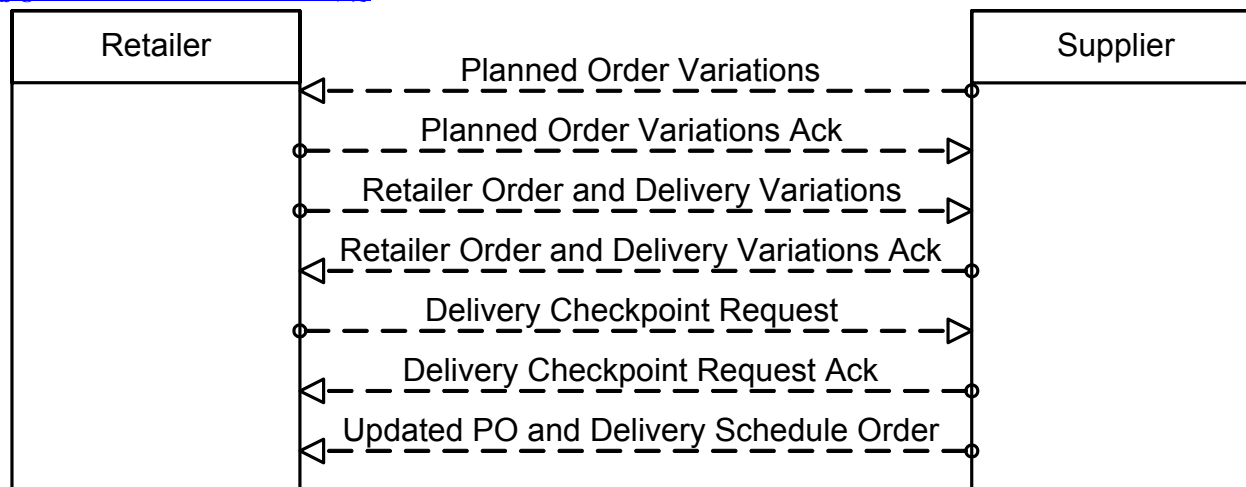 Retailer
Supplier
Planned Order Variations
Planned Order Variations Ack
Retailer Order and Delivery Variations
Retailer Order and Delivery Variations Ack
Delivery Checkpoint Request
Delivery Checkpoint Request Ack
Updated PO and Delivery Schedule Order